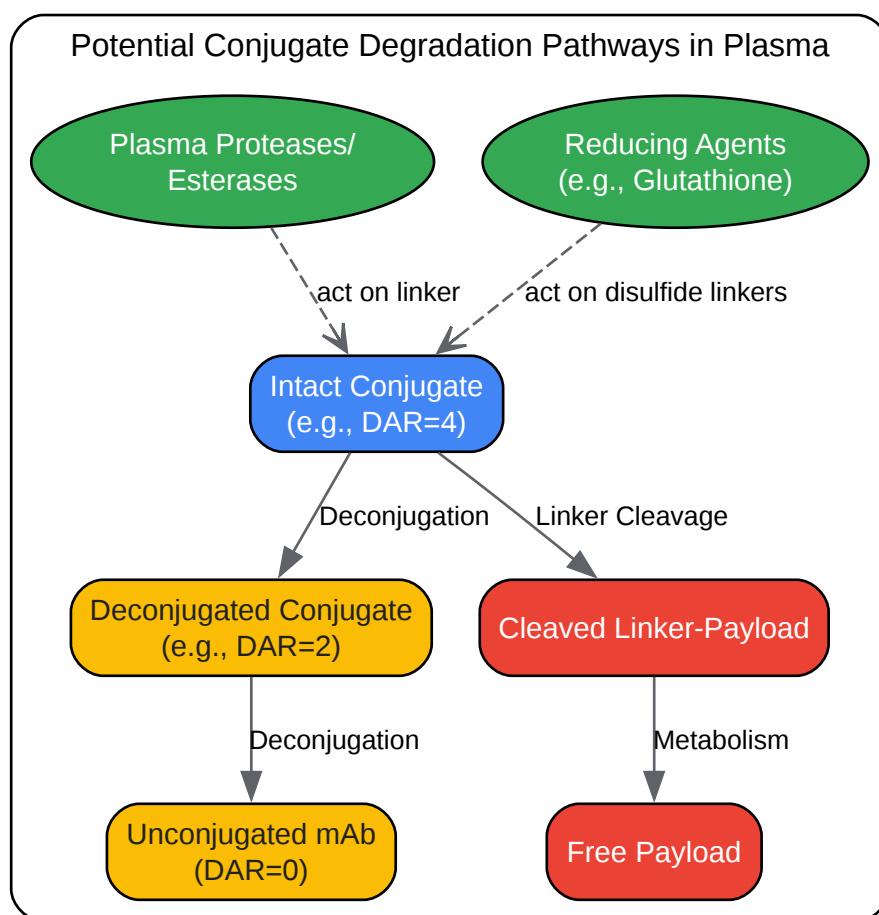 Potential Conjugate Degradation Pathways in Plasma
Plasma Proteases/
Esterases
Reducing Agents
(e.g., Glutathione)
act on linker
act on disulfide linkers
Intact Conjugate
(e.g., DAR=4)
Deconjugation
Linker Cleavage
Deconjugated Conjugate
(e.g., DAR=2)
Cleaved Linker-Payload
Deconjugation
Metabolism
Unconjugated mAb
(DAR=0)
Free Payload